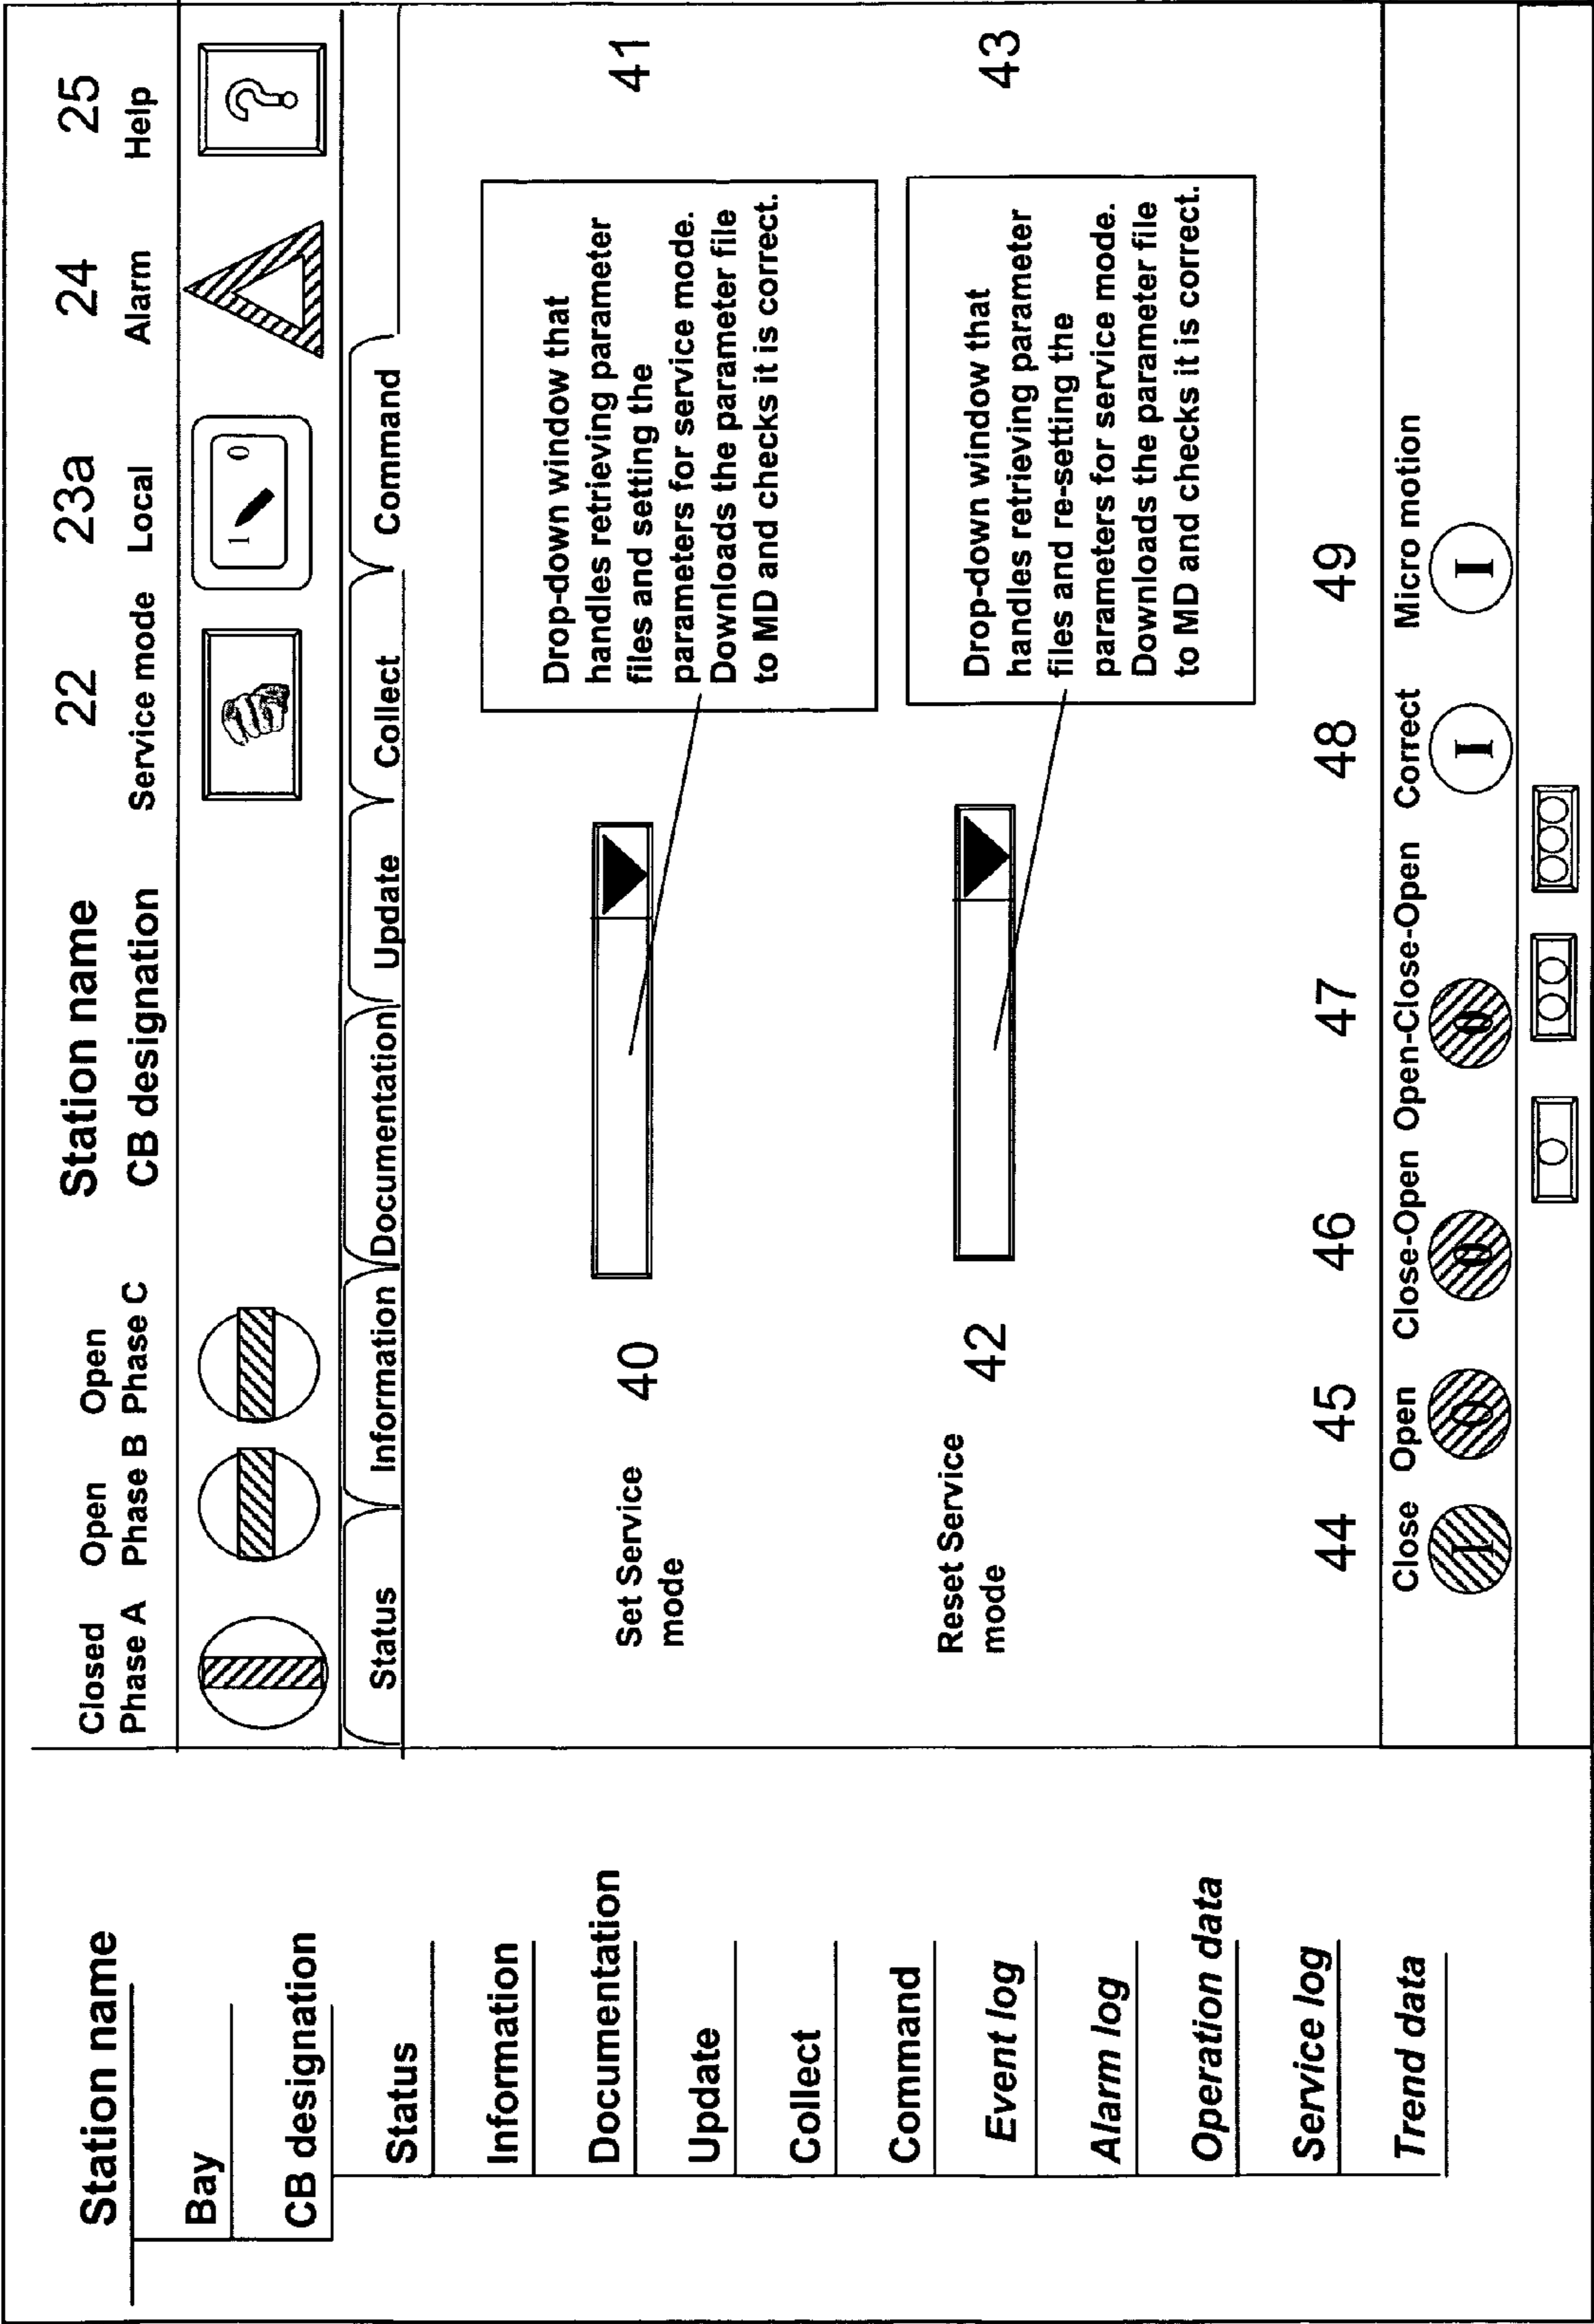 Station name
Bay
CB designation
Status
Information
Documentation
Update
Collect
Command
Event log
Alarm log
Operation data
Service log
Trend data
Closed Open Open
Phase A Phase B Phase C
Station name
CB designation
22 23a 24 25
Service mode Local Alarm Help
1 0
?
Status Information Documentation Update Collect Command
Set Service
mode
40
Drop-down window that
handles retrieving parameter
files and setting the
parameters for service mode.
Downloads the parameter file
to MD and checks it is correct.
41
Reset Service
mode
42
Drop-down window that
handles retrieving parameter
files and re-setting the
parameters for service mode.
Downloads the parameter file
to MD and checks it is correct.
43
44 45 46 47 48 49
Close Open Close-Open Open-Close-Open Correct Micro motion
I 0 0 0 I I